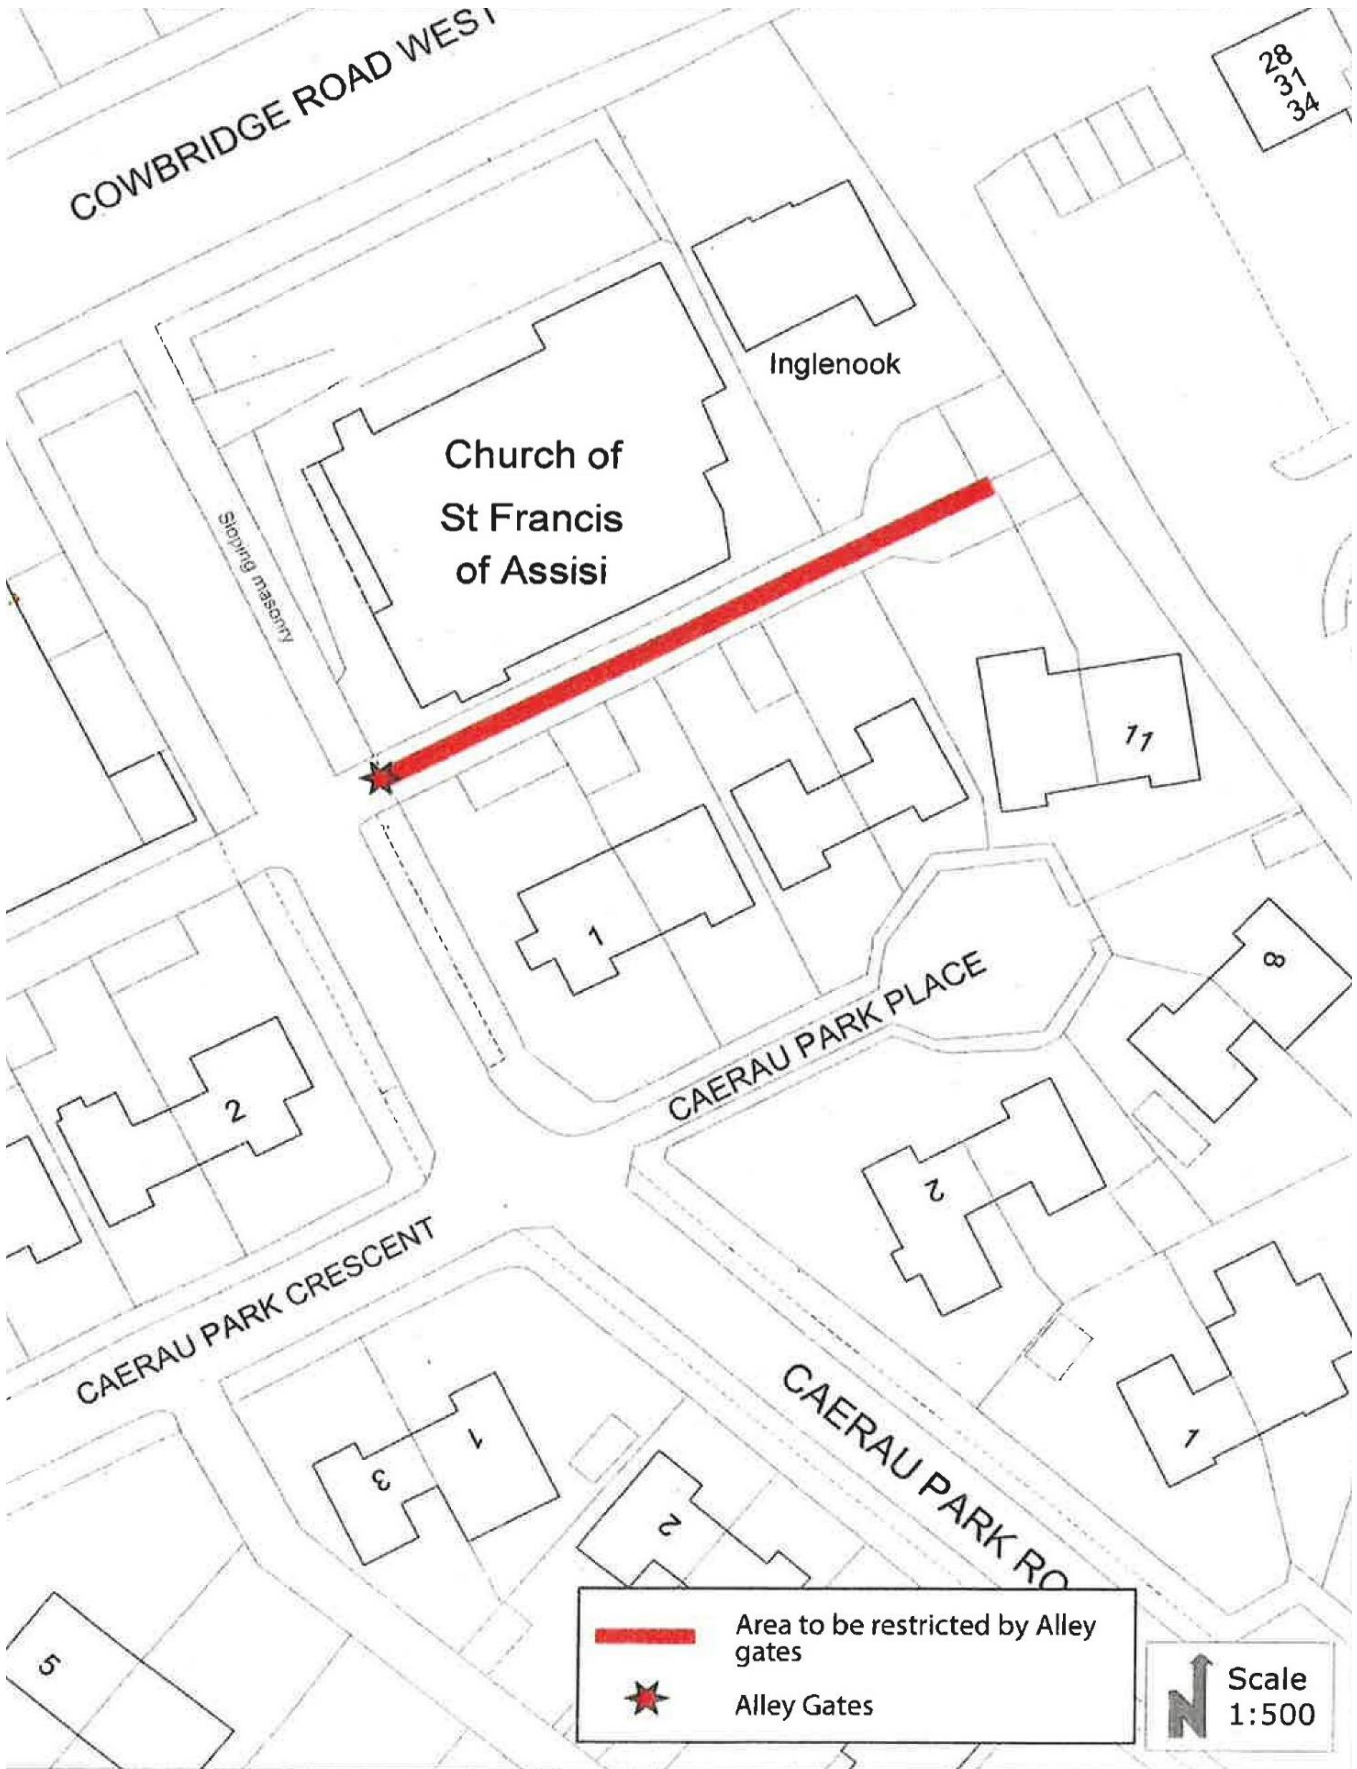 COWBRIDGE ROAD WEST
28
31
34
Inglenook
Church of
St Francis
of Assisi
Sloping masonry
11
1
CAERAU PARK PLACE
8
2
2
CAERAU PARK CRESCENT
CAERAU PARK RO
1
3
1
2
5
Area to be restricted by Alley
gates
Alley Gates
N
Scale
1:500